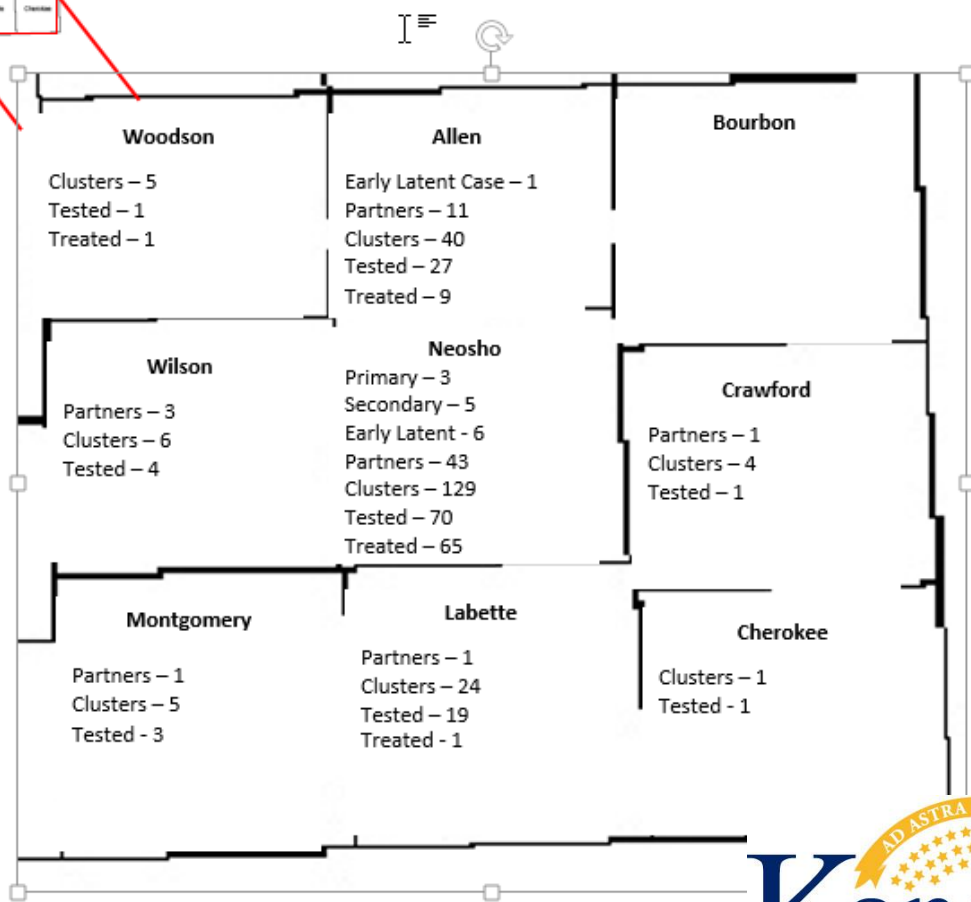 Cherokee
Woodson
Clusters – 5
Tested – 1
Treated – 1
Allen
Early Latent Case – 1
Partners – 11
Clusters – 40
Tested – 27
Treated – 9
Bourbon
Wilson
Partners – 3
Clusters – 6
Tested – 4
Neosho
Primary – 3
Secondary – 5
Early Latent - 6
Partners – 43
Clusters – 129
Tested – 70
Treated – 65
Crawford
Partners – 1
Clusters – 4
Tested – 1
Montgomery
Partners – 1
Clusters – 5
Tested - 3
Labette
Partners – 1
Clusters – 24
Tested – 19
Treated - 1
Cherokee
Clusters – 1
Tested - 1
AD ASTRA